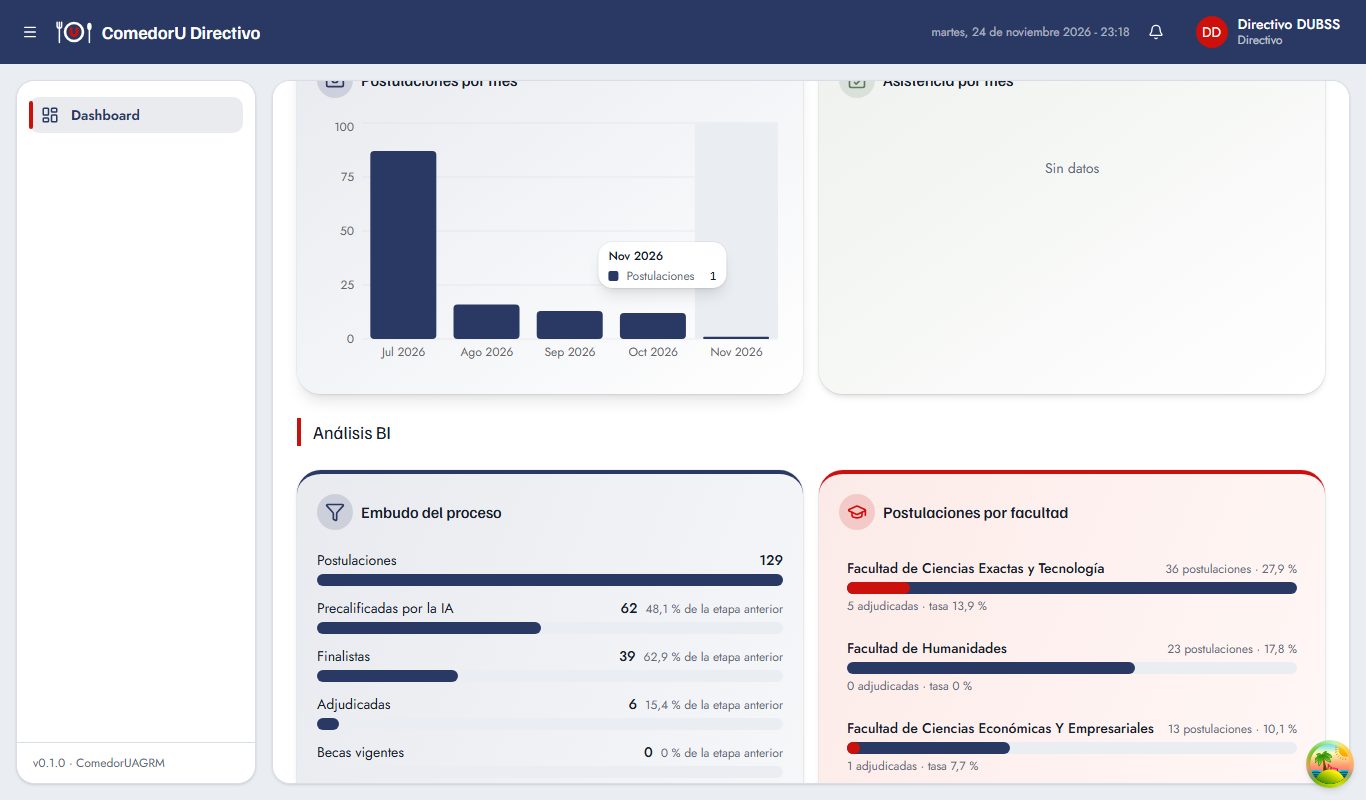 ComedorU Directivo
martes, 24 de noviembre 2026 - 23:18
DD
Directivo DUBSS
Directivo
Dashboard
v0.1.0 · ComedorUAGRM
Postulaciones por mes
100
75
50
25
0
Jul 2026
Ago 2026
Sep 2026
Oct 2026
Nov 2026
Nov 2026
Postulaciones 1
Asistencia por mes
Sin datos
Análisis BI
Embudo del proceso
Postulaciones 129
Precalificadas por la IA 62 48,1 % de la etapa anterior
Finalistas 39 62,9 % de la etapa anterior
Adjudicadas 6 15,4 % de la etapa anterior
Becas vigentes 0 0 % de la etapa anterior
Postulaciones por facultad
Facultad de Ciencias Exactas y Tecnología 36 postulaciones · 27,9 %
5 adjudicadas · tasa 13,9 %
Facultad de Humanidades 23 postulaciones · 17,8 %
0 adjudicadas · tasa 0 %
Facultad de Ciencias Económicas Y Empresariales 13 postulaciones · 10,1 %
1 adjudicadas · tasa 7,7 %